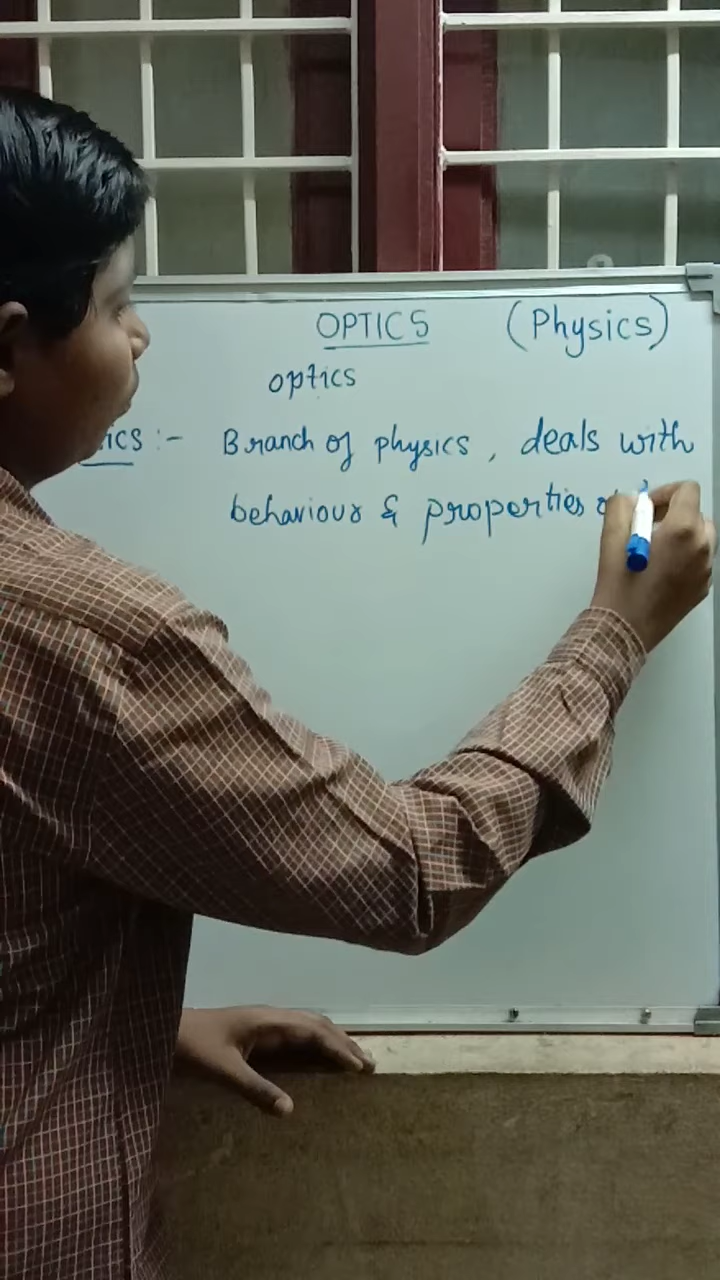 OPTICS (Physics)
optics
ics :- Branch of physics , deals with
behaviour & properties